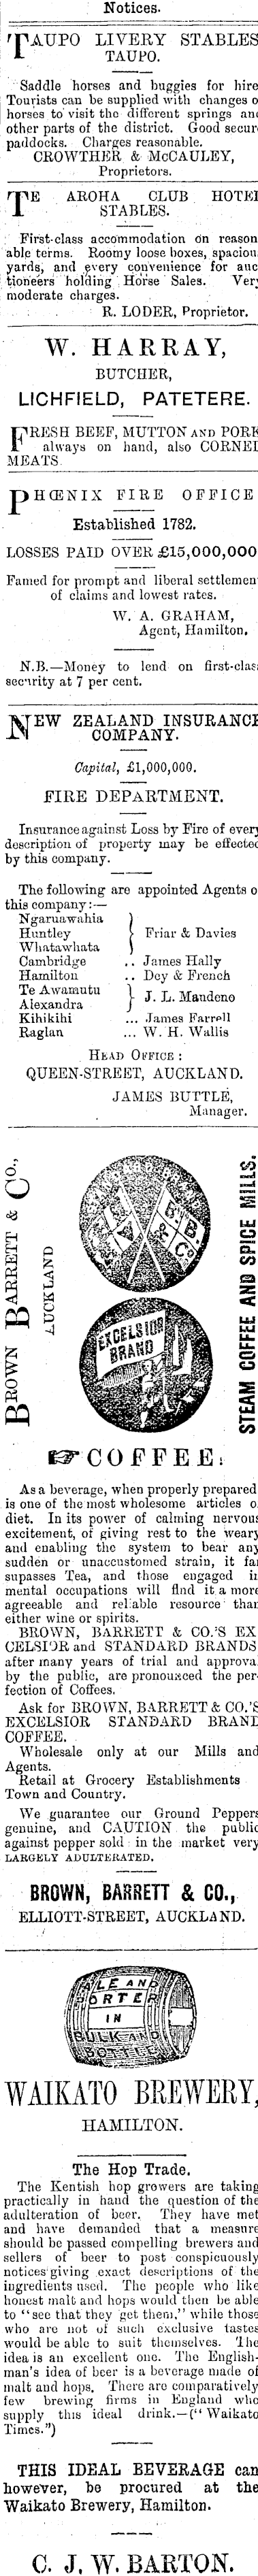 Notices.
TAUPO LIVERY STABLES
TAUPO.
Saddle horses and buggies for hire
Tourists can be supplied with changes o
horses to visit the different springs and
other parts of the district. Good secur
paddocks. Charges reasonable.
CROWTHER & McCAULEY,
Proprietors.
TE AROHA CLUB HOTEL
STABLES.
First-class accommodation on reason
able terms. Roomy loose boxes, spaciou
yards, and every convenience for auc
tioneers holding Horse Sales. Very
moderate charges.
R. LODER, Proprietor.
W. HARRAY,
BUTCHER,
LICHFIELD, PATETERE.
FRESH BEEF, MUTTON AND PORK
always on hand, also CORNED
MEATS.
PHŒNIX FIRE OFFICE
Established 1782.
LOSSES PAID OVER £15,000,000
Famed for prompt and liberal settlemen
of claims and lowest rates.
W. A. GRAHAM,
Agent, Hamilton.
N.B.—Money to lend on first-class
security at 7 per cent.
NEW ZEALAND INSURANCE
COMPANY.
Capital, £1,000,000.
FIRE DEPARTMENT.
Insurance against Loss by Fire of every
description of property may be effected
by this company.
The following are appointed Agents o
this company:—
Ngaruawahia
Huntley } Friar & Davies
Whatawhata
Cambridge .. James Hally
Hamilton .. Dey & French
Te Awamutu } J. L. Mandeno
Alexandra
Kihikihi ... James Farrell
Raglan ... W. H. Wallis
HEAD OFFICE:
QUEEN-STREET, AUCKLAND.
JAMES BUTTLE,
Manager.
BROWN BARRETT & CO.,
AUCKLAND
B.B. & Co.
EXCELSIOR
BRAND
STEAM COFFEE AND SPICE MILLS.
☞ COFFEE.
As a beverage, when properly prepared
is one of the most wholesome articles o
diet. In its power of calming nervous
excitement, of giving rest to the weary
and enabling the system to bear any
sudden or unaccustomed strain, it far
supasses Tea, and those engaged in
mental occupations will find it a more
agreeable and reliable resource than
either wine or spirits.
BROWN, BARRETT & CO.'S EX
CELSIOR and STANDARD BRANDS
after many years of trial and approva
by the public, are pronounced the per-
fection of Coffees.
Ask for BROWN, BARRETT & CO.'S
EXCELSIOR STANDARD BRAND
COFFEE.
Wholesale only at our Mills and
Agents.
Retail at Grocery Establishments
Town and Country.
We guarantee our Ground Peppers
genuine, and CAUTION the public
against pepper sold in the market very
LARGELY ADULTERATED.
BROWN, BARRETT & CO.,
ELLIOTT-STREET, AUCKLAND.
ALE AND
PORTER
IN
BULK AND
BOTTLE
WAIKATO BREWERY,
HAMILTON.
The Hop Trade.
The Kentish hop growers are taking
practically in hand the question of the
adulteration of beer. They have met
and have demanded that a measure
should be passed compelling brewers and
sellers of beer to post conspicuously
notices giving exact descriptions of the
ingredients used. The people who like
honest malt and hops would then be able
to "see that they get them," while those
who are not of such exclusive tastes
would be able to suit themselves. The
idea is an excellent one. The English-
man's idea of beer is a beverage made of
malt and hops. There are comparatively
few brewing firms in England who
supply this ideal drink.—("Waikato
Times.")
THIS IDEAL BEVERAGE can
however, be procured at the
Waikato Brewery, Hamilton.
C. J. W. BARTON.